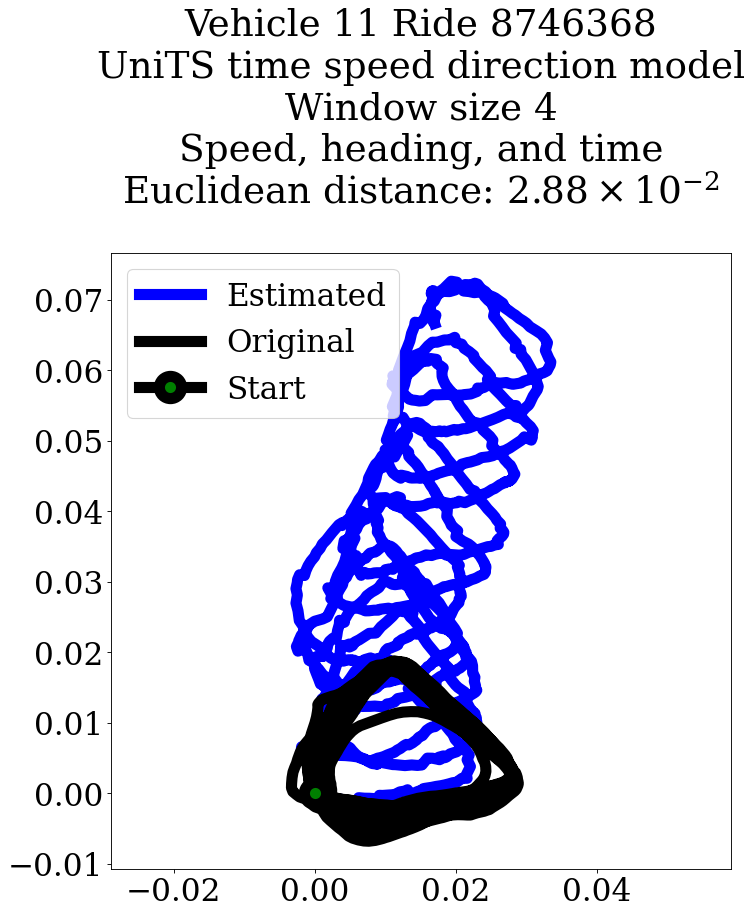 Vehicle 11 Ride 8746368
UniTS time speed direction model
Window size 4
Speed, heading, and time
Euclidean distance: 2.88 × 10⁻²
Estimated
Original
Start
0.07
0.06
0.05
0.04
0.03
0.02
0.01
0.00
−0.01
−0.02 0.00 0.02 0.04